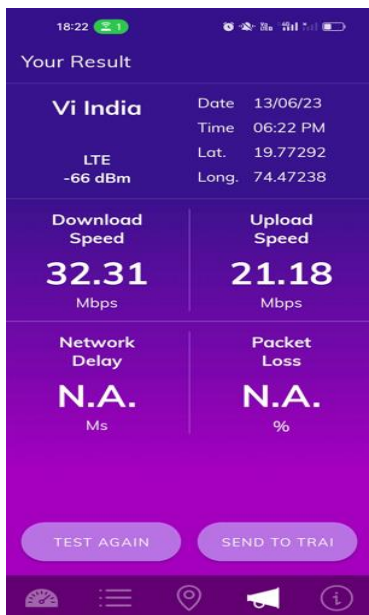 18:22 1
Your Result
Vi India
LTE
-66 dBm
Date 13/06/23
Time 06:22 PM
Lat. 19.77292
Long. 74.47238
Download
Speed
32.31
Mbps
Upload
Speed
21.18
Mbps
Network
Delay
N.A.
Ms
Packet
Loss
N.A.
%
TEST AGAIN
SEND TO TRAI